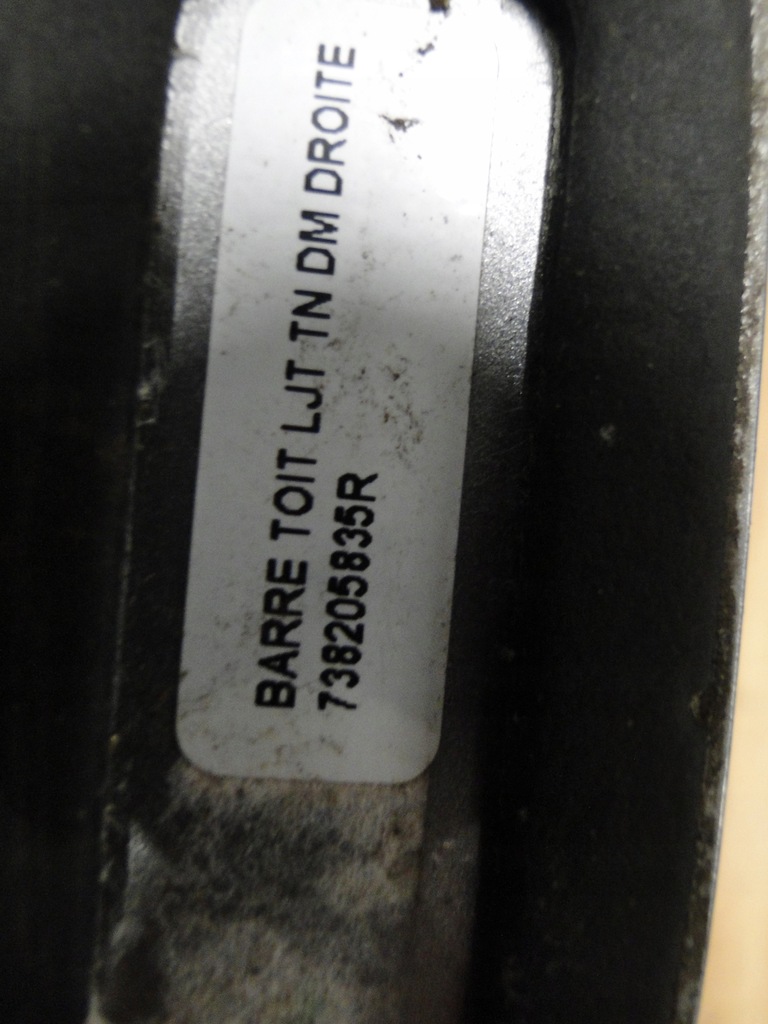 BARRE TOIT LJT TN DM DROITE
738205835R